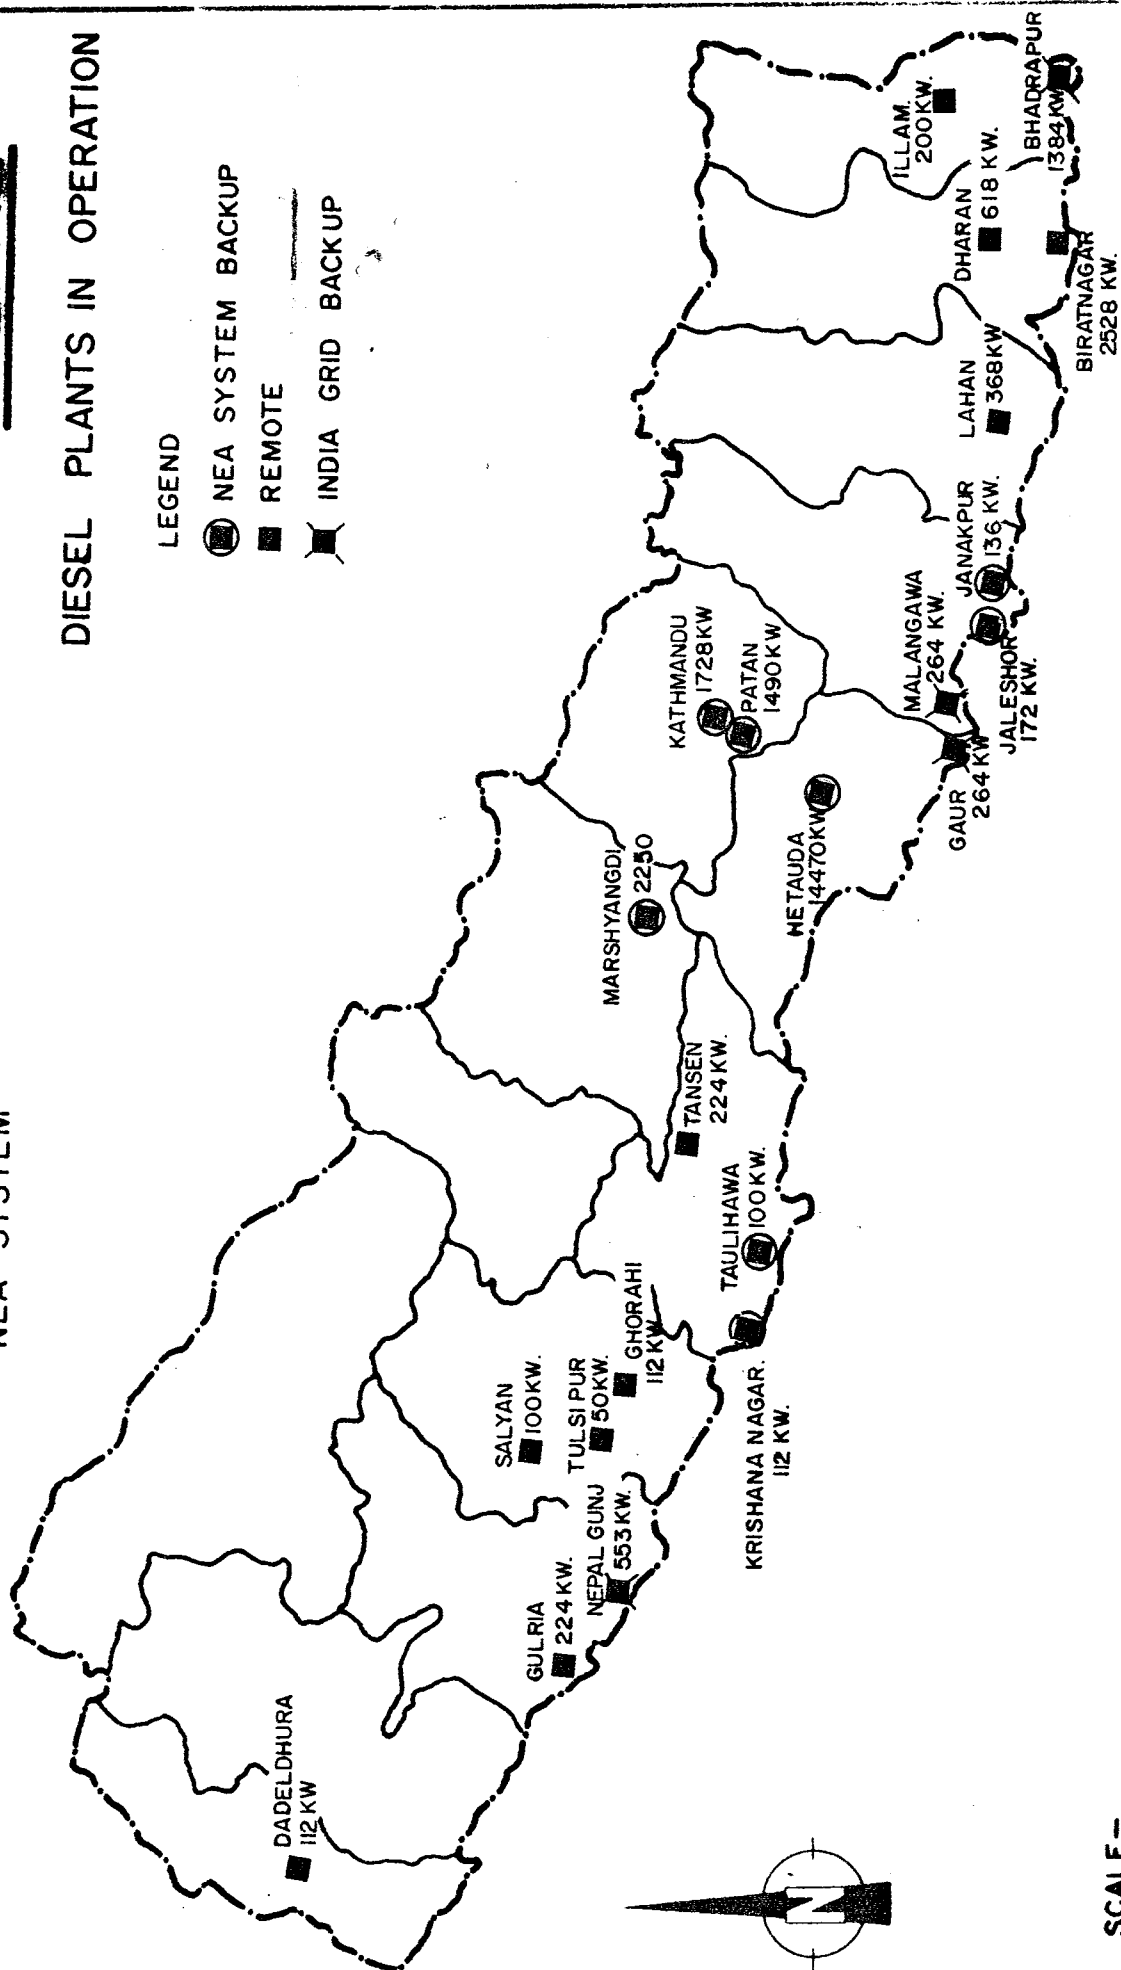 NEA SYSTEM
DIESEL PLANTS IN OPERATION
LEGEND
NEA SYSTEM BACKUP
REMOTE
INDIA GRID BACKUP
DADELDHURA
112 KW
GULRIA
224 KW.
NEPAL GUNJ
553 KW.
SALYAN
100 KW.
TULSIPUR
50 KW.
GHORAHI
112 KW
KRISHANA NAGAR.
112 KW.
TAULIHAWA
100 KW.
TANSEN
224 KW.
MARSHYANGDI
2250
KATHMANDU
1728 KW
PATAN
1490 KW
HETAUDA
14470 KW
GAUR
264 KW
MALANGAWA
264 KW.
JALESHOR
172 KW.
JANAKPUR
136 KW.
LAHAN
368 KW
DHARAN
618 KW.
BIRATNAGAR
2528 KW.
ILLAM.
200 KW.
BHADRAPUR
1384 KW
N
SCALE-